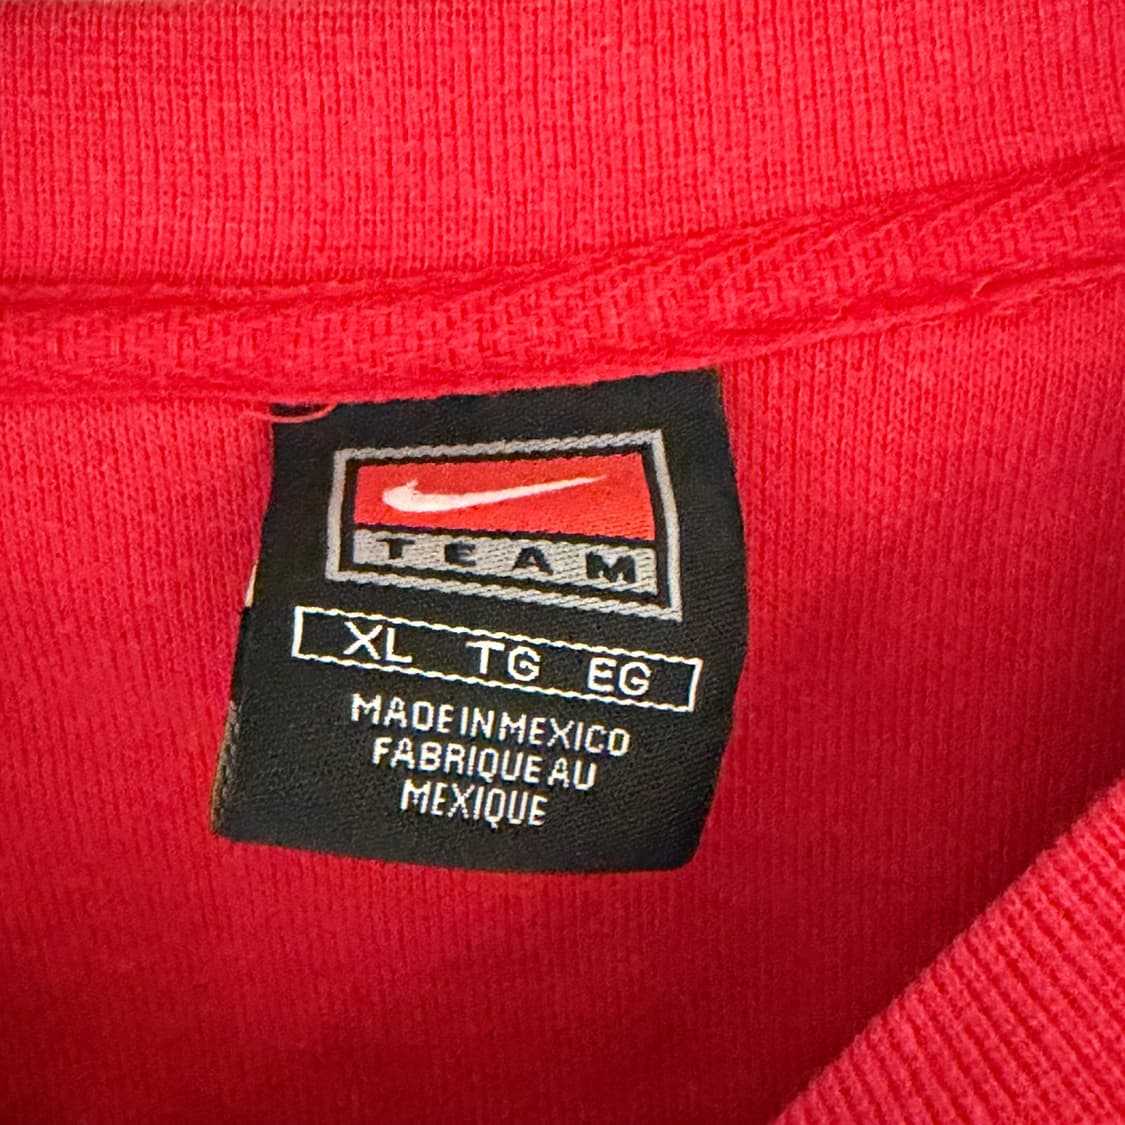 TEAM
XL TG EG
MADE IN MEXICO
FABRIQUE AU
MEXIQUE